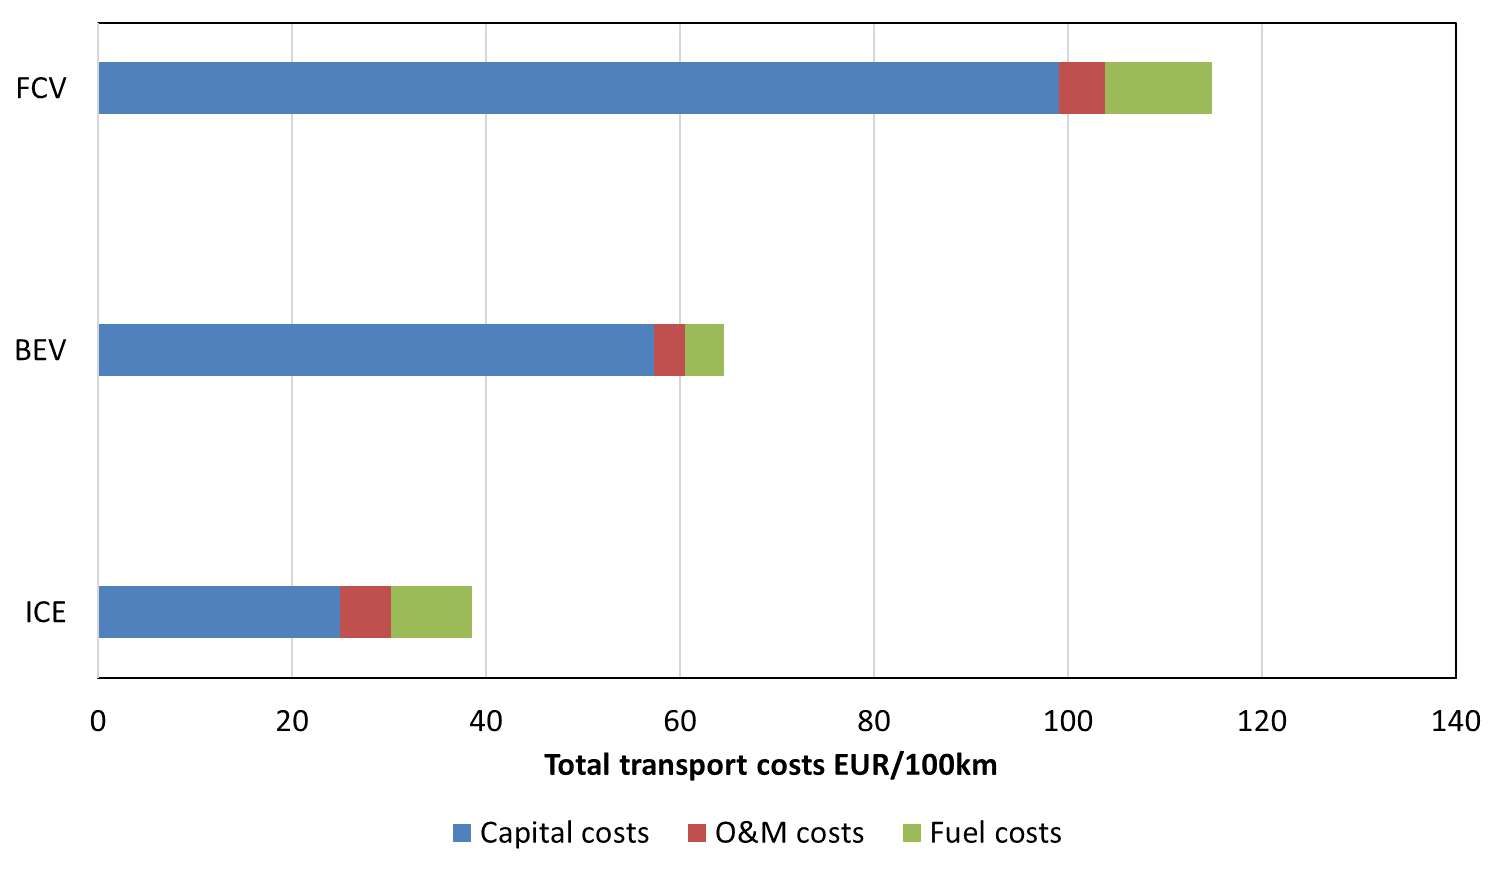 FCV
BEV
ICE
0 20 40 60 80 100 120 140
Total transport costs EUR/100km
Capital costs O&M costs Fuel costs